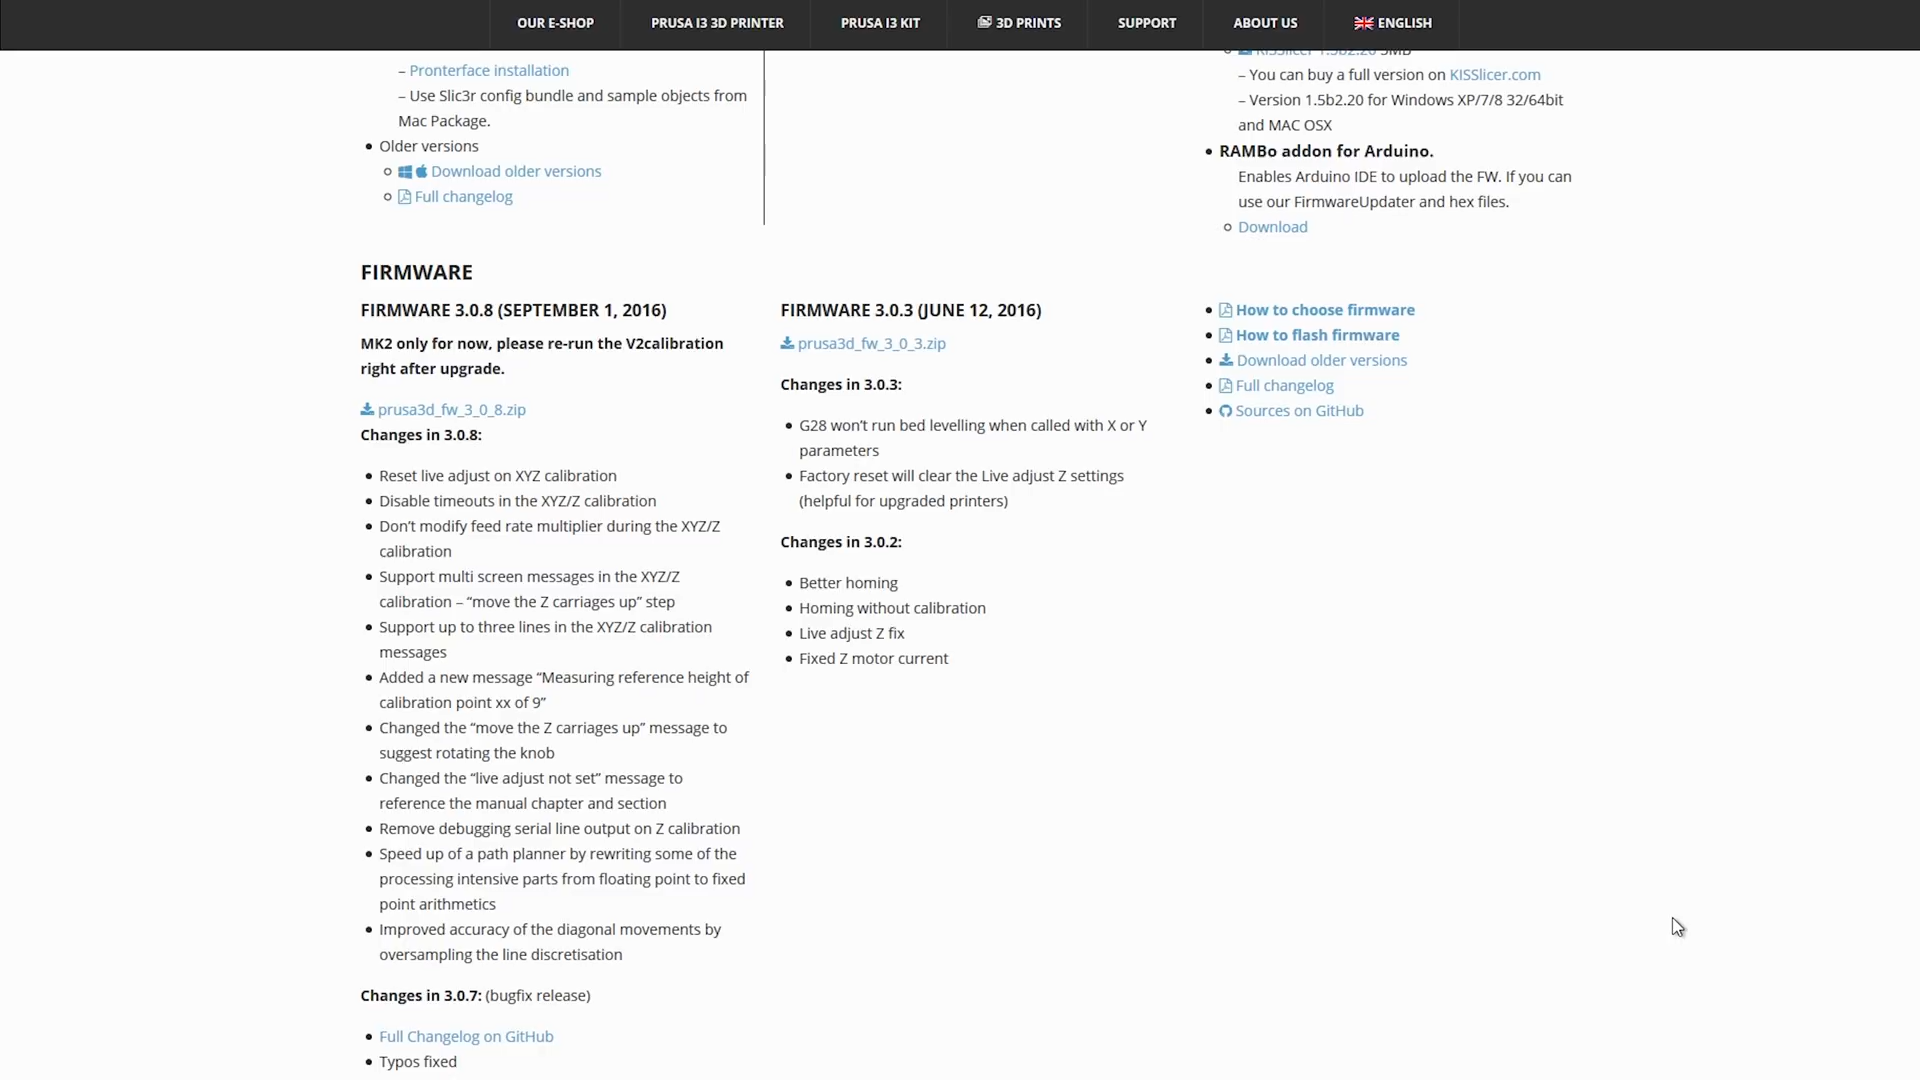 OUR E-SHOP
PRUSA I3 3D PRINTER
PRUSA I3 KIT
3D PRINTS
SUPPORT
ABOUT US
ENGLISH
– Pronterface installation
– Use Slic3r config bundle and sample objects from
Mac Package.
Older versions
Download older versions
Full changelog
KISSlicer 1.5b2.20 5MB
– You can buy a full version on KISSlicer.com
– Version 1.5b2.20 for Windows XP/7/8 32/64bit
and MAC OSX
RAMBo addon for Arduino.
Enables Arduino IDE to upload the FW. If you can
use our FirmwareUpdater and hex files.
Download
FIRMWARE
FIRMWARE 3.0.8 (SEPTEMBER 1, 2016)
MK2 only for now, please re-run the V2calibration
right after upgrade.
prusa3d_fw_3_0_8.zip
Changes in 3.0.8:
Reset live adjust on XYZ calibration
Disable timeouts in the XYZ/Z calibration
Don’t modify feed rate multiplier during the XYZ/Z
calibration
Support multi screen messages in the XYZ/Z
calibration – “move the Z carriages up” step
Support up to three lines in the XYZ/Z calibration
messages
Added a new message “Measuring reference height of
calibration point xx of 9”
Changed the “move the Z carriages up” message to
suggest rotating the knob
Changed the “live adjust not set” message to
reference the manual chapter and section
Remove debugging serial line output on Z calibration
Speed up of a path planner by rewriting some of the
processing intensive parts from floating point to fixed
point arithmetics
Improved accuracy of the diagonal movements by
oversampling the line discretisation
Changes in 3.0.7: (bugfix release)
Full Changelog on GitHub
Typos fixed
FIRMWARE 3.0.3 (JUNE 12, 2016)
prusa3d_fw_3_0_3.zip
Changes in 3.0.3:
G28 won’t run bed levelling when called with X or Y
parameters
Factory reset will clear the Live adjust Z settings
(helpful for upgraded printers)
Changes in 3.0.2:
Better homing
Homing without calibration
Live adjust Z fix
Fixed Z motor current
How to choose firmware
How to flash firmware
Download older versions
Full changelog
Sources on GitHub